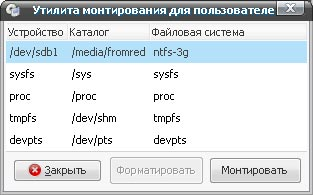 Утилита монтирования для пользователе
Устройство Каталог Файловая система
/dev/sdb1 /media/fromred ntfs-3g
sysfs /sys sysfs
proc /proc proc
tmpfs /dev/shm tmpfs
devpts /dev/pts devpts
Закрыть Форматировать Монтировать